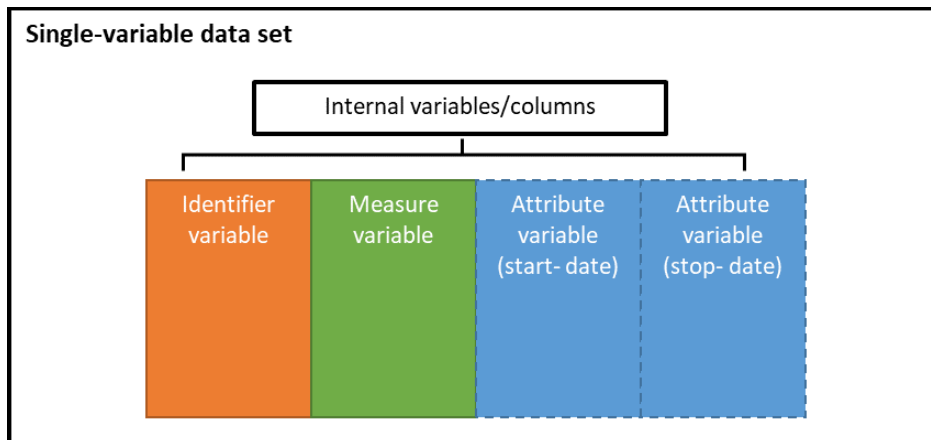 Single-variable data set
Internal variables/columns
Identifier
variable
Measure
variable
Attribute
variable
(start- date)
Attribute
variable
(stop- date)